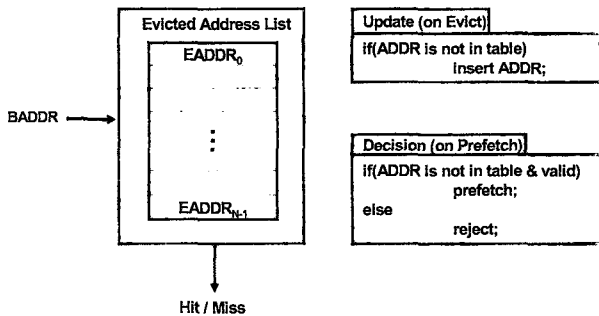 Evicted Address List
EADDR0
EADDRN-1
BADDR
Hit / Miss
Update (on Evict)
if(ADDR is not in table)
insert ADDR;
Decision (on Prefetch)
if(ADDR is not in table & valid)
prefetch;
else
reject;